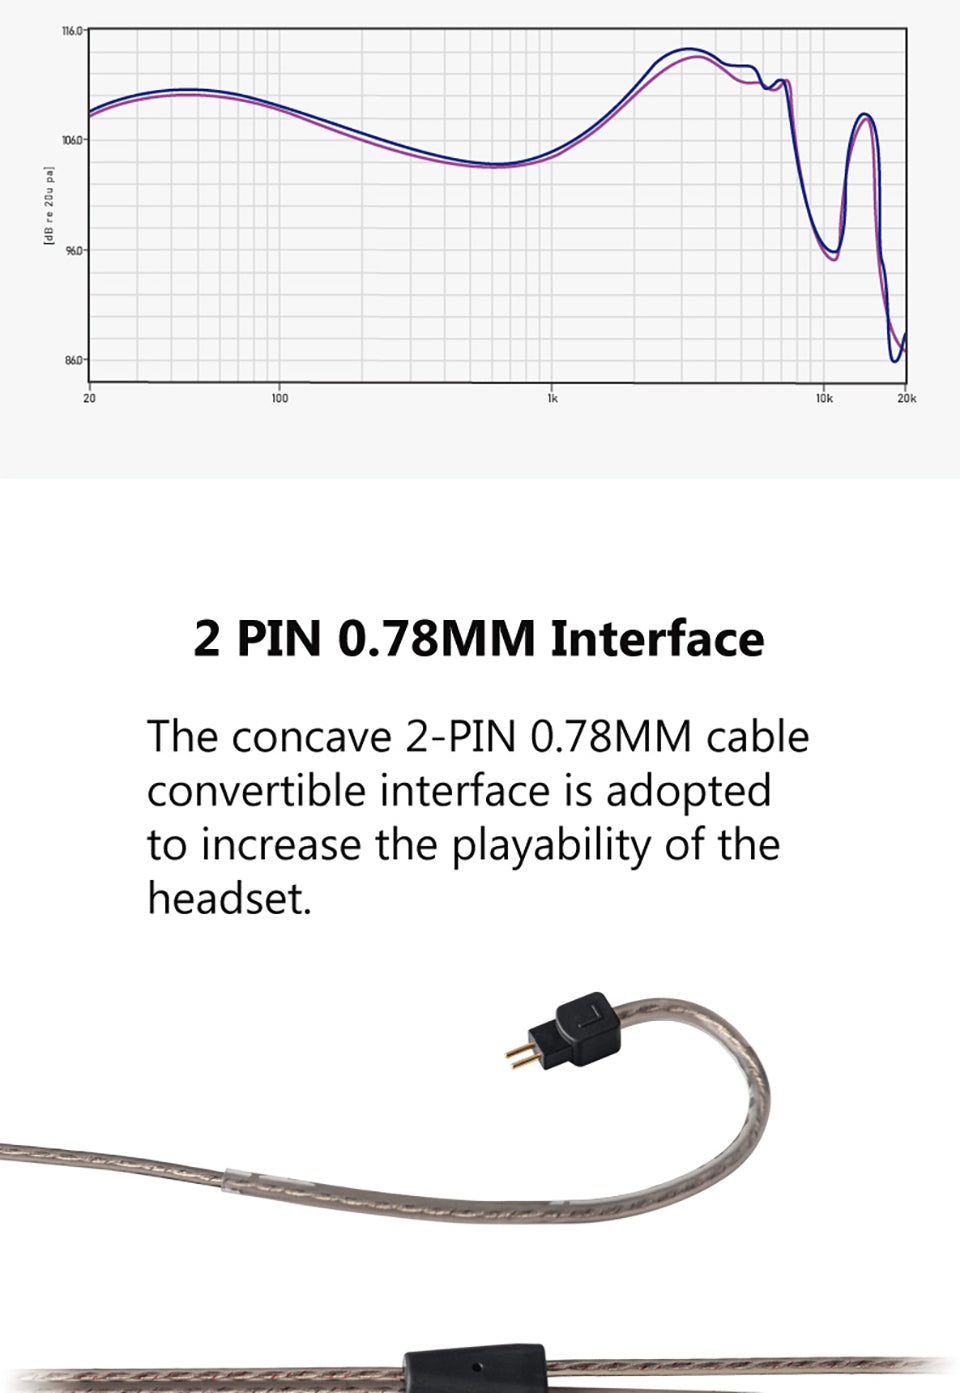 116.0
106.0
[dB re 20u pa]
96.0
86.0
20 100 1k 10k 20k
2 PIN 0.78MM Interface
The concave 2-PIN 0.78MM cable
convertible interface is adopted
to increase the playability of the
headset.
L